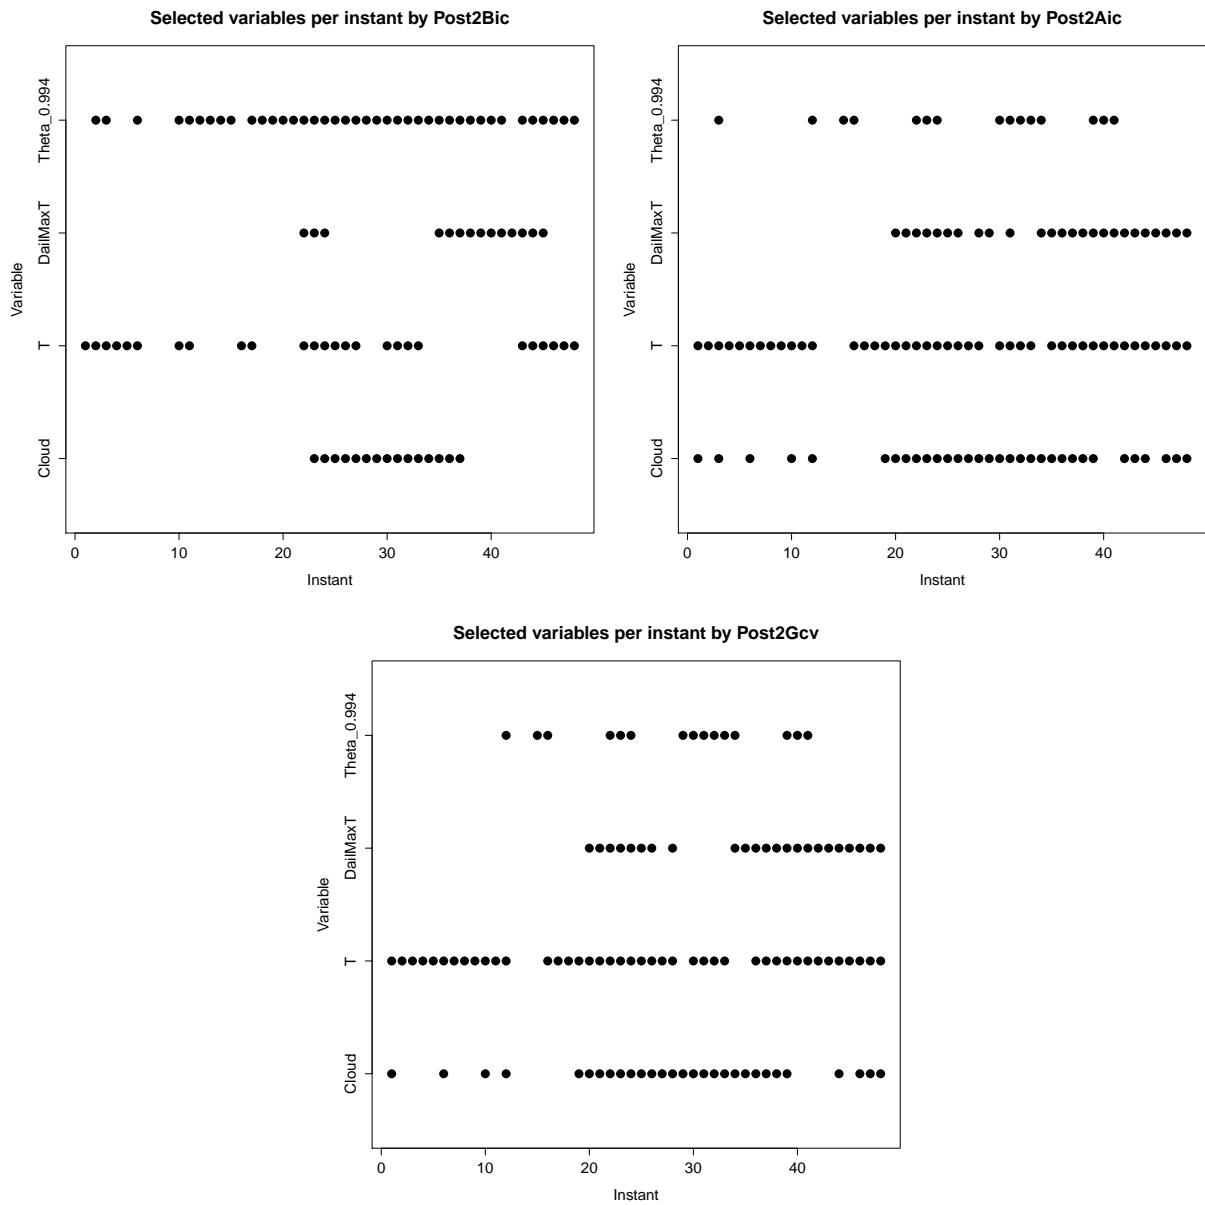 Selected variables per instant by Post2Bic
Variable
Theta_0.994
DailMaxT
T
Cloud
0 10 20 30 40
Instant
Selected variables per instant by Post2Aic
Variable
Theta_0.994
DailMaxT
T
Cloud
0 10 20 30 40
Instant
Selected variables per instant by Post2Gcv
Variable
Theta_0.994
DailMaxT
T
Cloud
0 10 20 30 40
Instant